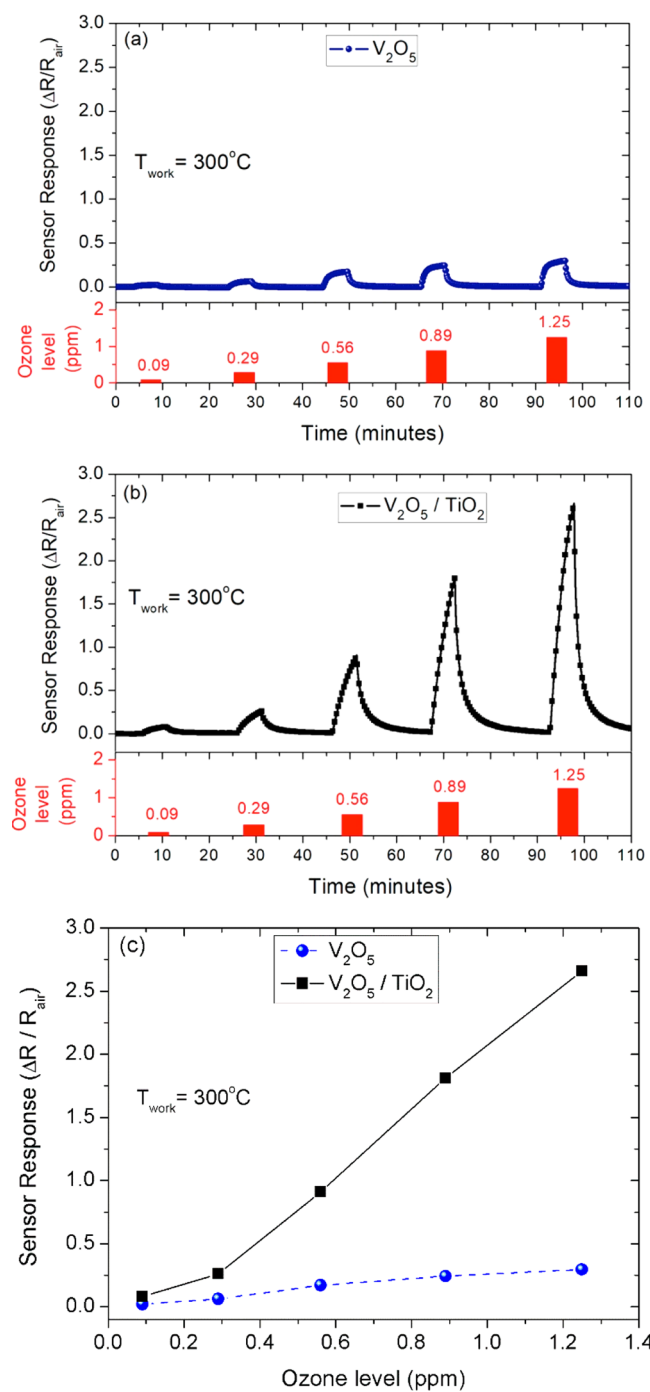 (a)
V₂O₅
Sensor Response (ΔR/Rair)
3.0
2.5
2.0
1.5
1.0
0.5
0.0
Twork= 300°C
Ozone level (ppm)
2
1
0
0.09
0.29
0.56
0.89
1.25
0 10 20 30 40 50 60 70 80 90 100 110
Time (minutes)
(b)
V₂O₅ / TiO₂
Sensor Response (ΔR/Rair)
3.0
2.5
2.0
1.5
1.0
0.5
0.0
Twork= 300°C
Ozone level (ppm)
2
1
0
0.09
0.29
0.56
0.89
1.25
0 10 20 30 40 50 60 70 80 90 100 110
Time (minutes)
(c)
V₂O₅
V₂O₅ / TiO₂
Sensor Response (ΔR / Rair)
3.0
2.5
2.0
1.5
1.0
0.5
0.0
Twork= 300°C
0.0 0.2 0.4 0.6 0.8 1.0 1.2 1.4
Ozone level (ppm)